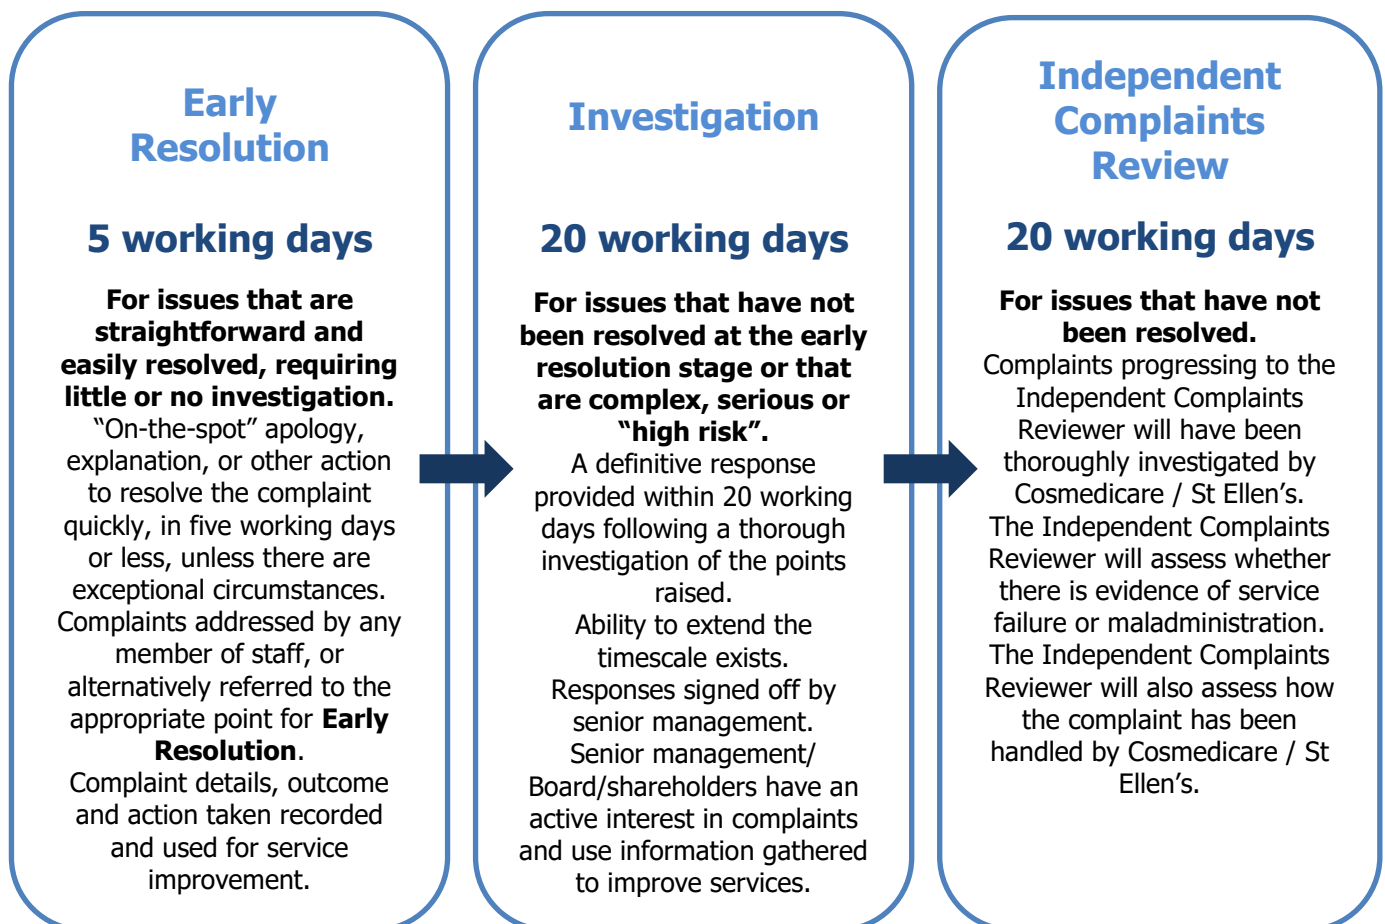 Early
Resolution
5 working days
For issues that are
straightforward and
easily resolved, requiring
little or no investigation.
“On-the-spot” apology,
explanation, or other action
to resolve the complaint
quickly, in five working days
or less, unless there are
exceptional circumstances.
Complaints addressed by any
member of staff, or
alternatively referred to the
appropriate point for Early
Resolution.
Complaint details, outcome
and action taken recorded
and used for service
improvement.
Investigation
20 working days
For issues that have not
been resolved at the early
resolution stage or that
are complex, serious or
“high risk”.
A definitive response
provided within 20 working
days following a thorough
investigation of the points
raised.
Ability to extend the
timescale exists.
Responses signed off by
senior management.
Senior management/
Board/shareholders have an
active interest in complaints
and use information gathered
to improve services.
Independent
Complaints
Review
20 working days
For issues that have not
been resolved.
Complaints progressing to the
Independent Complaints
Reviewer will have been
thoroughly investigated by
Cosmedicare / St Ellen’s.
The Independent Complaints
Reviewer will assess whether
there is evidence of service
failure or maladministration.
The Independent Complaints
Reviewer will also assess how
the complaint has been
handled by Cosmedicare / St
Ellen’s.